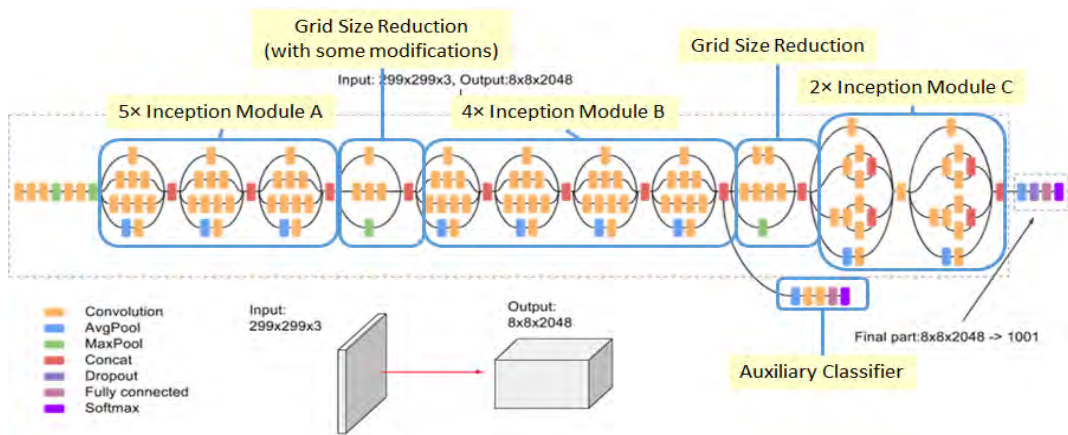 Grid Size Reduction
(with some modifications)
Grid Size Reduction
Input: 299x299x3, Output:8x8x2048
5× Inception Module A
4× Inception Module B
2× Inception Module C
Convolution
AvgPool
MaxPool
Concat
Dropout
Fully connected
Softmax
Input:
299x299x3
Output:
8x8x2048
Final part:8x8x2048 -> 1001
Auxiliary Classifier